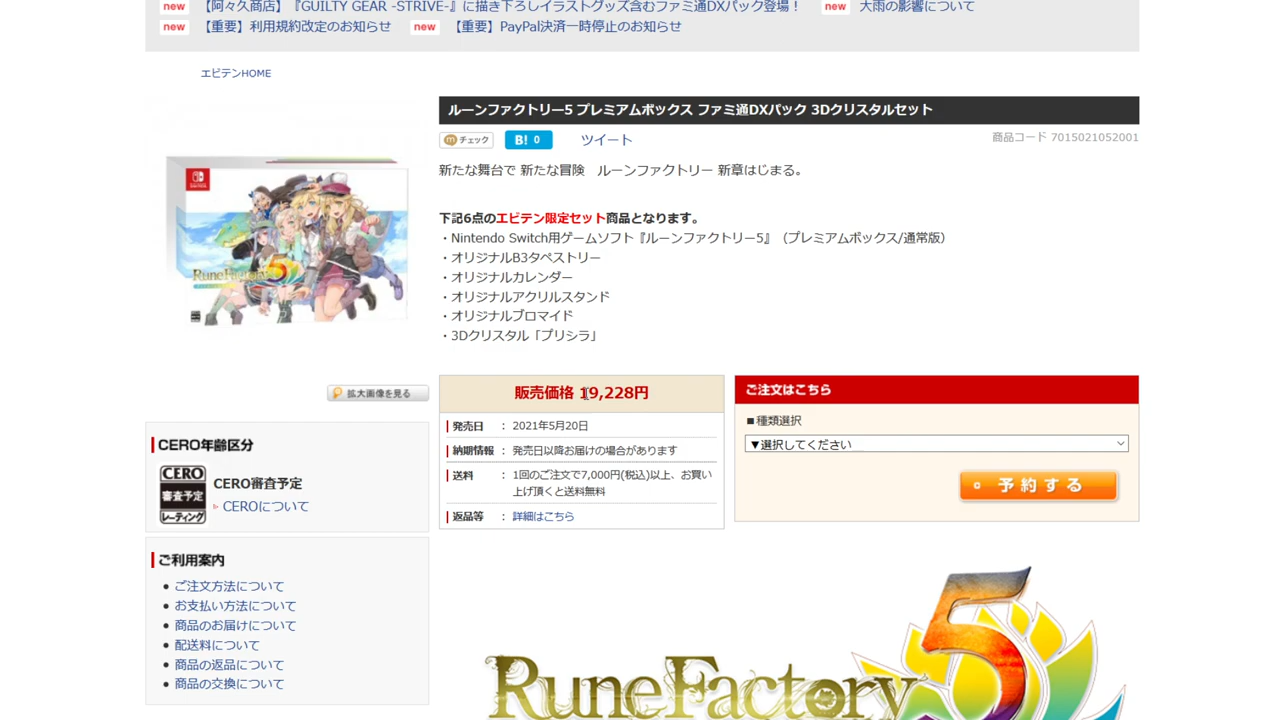 new 【阿々久商店】『GUILTY GEAR -STRIVE-』に描き下ろしイラストグッズ含むファミ通DXパック登場！ new 大雨の影響について
new 【重要】利用規約改定のお知らせ new 【重要】PayPal決済一時停止のお知らせ
エビテンHOME
ルーンファクトリー5 プレミアムボックス ファミ通DXパック 3Dクリスタルセット
チェック B! 0 ツイート 商品コード 7015021052001
新たな舞台で 新たな冒険　ルーンファクトリー 新章はじまる。
下記6点のエビテン限定セット商品となります。
・Nintendo Switch用ゲームソフト『ルーンファクトリー5』（プレミアムボックス/通常版）
・オリジナルB3タペストリー
・オリジナルカレンダー
・オリジナルアクリルスタンド
・オリジナルブロマイド
・3Dクリスタル「プリシラ」
RuneFactory 5
拡大画像を見る
販売価格 19,228円
発売日 ： 2021年5月20日
納期情報 ： 発売日以降お届けの場合があります
送料 ： 1回のご注文で7,000円(税込)以上、お買い
上げ頂くと送料無料
返品等 ： 詳細はこちら
ご注文はこちら
■種類選択
▼選択してください
予約する
CERO年齢区分
CERO
審査予定
レーティング
CERO審査予定
CEROについて
ご利用案内
ご注文方法について
お支払い方法について
商品のお届けについて
配送料について
商品の返品について
商品の交換について
RuneFactory 5